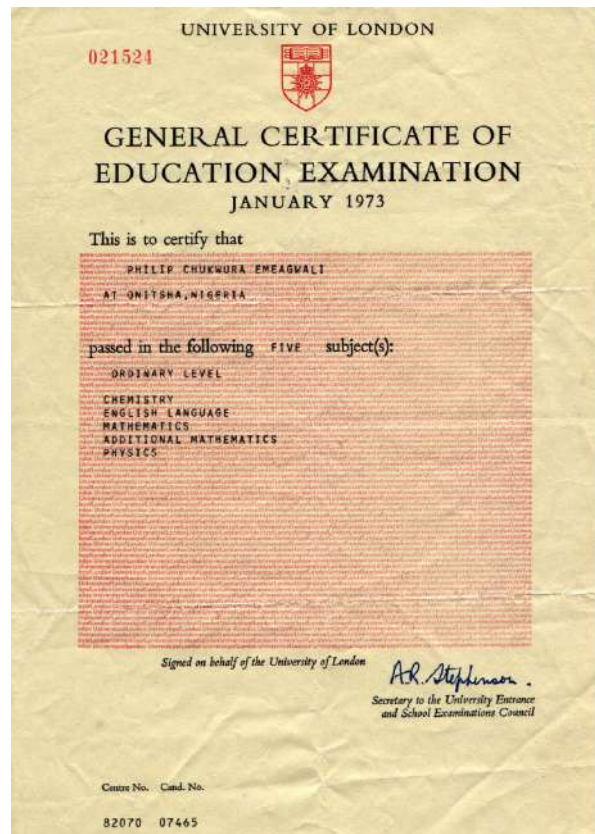 UNIVERSITY OF LONDON
021524
GENERAL CERTIFICATE OF
EDUCATION EXAMINATION
JANUARY 1973
This is to certify that
PHILIP CHUKWURA EMEAGWALI
AT ONITSHA,NIGERIA
passed in the following FIVE subject(s):
ORDINARY LEVEL
CHEMISTRY
ENGLISH LANGUAGE
MATHEMATICS
ADDITIONAL MATHEMATICS
PHYSICS
Signed on behalf of the University of London
A.R. Stephenson.
Secretary to the University Entrance
and School Examinations Council
Centre No. Cand. No.
82070 07465